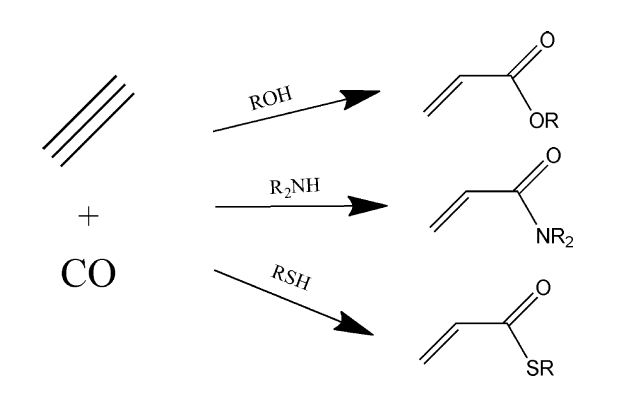 ROH
O
OR
R₂NH
O
NR₂
+
CO
RSH
O
SR